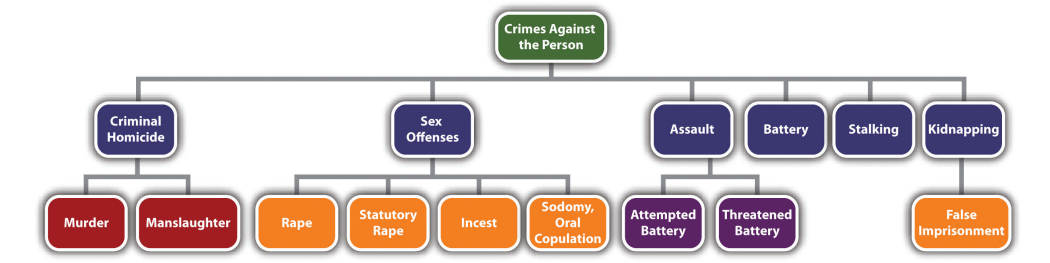 Crimes Against
the Person
Criminal
Homicide
Sex
Offenses
Assault
Battery
Stalking
Kidnapping
Murder
Manslaughter
Rape
Statutory
Rape
Incest
Sodomy,
Oral
Copulation
Attempted
Battery
Threatened
Battery
False
Imprisonment